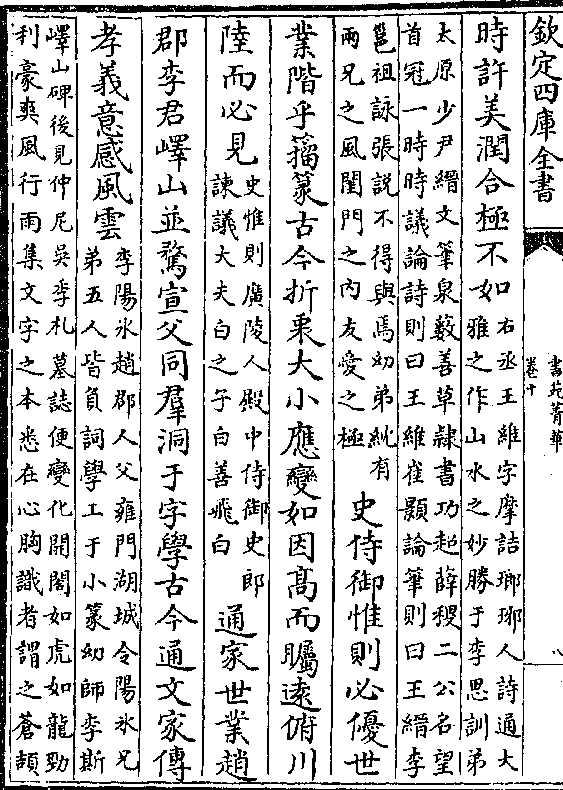 欽定四庫全書
書苑菁華
卷十
八
時許美潤合極不如
右丞王維字摩詰瑯琊人詩通大
雅之作山水之妙勝于李思訓弟
太原少尹縉文筆泉藪善草隸書功超薛稷二公名望
首冠一時時議論詩則曰王維崔顥論筆則曰王縉李
邕祖詠張説不得與焉幼弟紞有
兩兄之風閨門之内友愛之極
史侍御惟則必優世
業階乎籀篆古今折衷大小應變如因高而矚遠俯川
陸而必見
史惟則廣陵人殿中侍御史郎
諫議大夫白之子白善飛白
通家世業趙
郡李君嶧山並騖宣父同羣洞于字學古今通文家傳
孝義意感風雲
李陽氷趙郡人父雍門湖城令陽氷兄
弟五人皆負詞學工于小篆幼師李斯
嶧山碑後見仲尼吳李札墓誌便變化開闔如虎如龍勁
利豪爽風行雨集文字之本悉在心胸識者謂之蒼頡